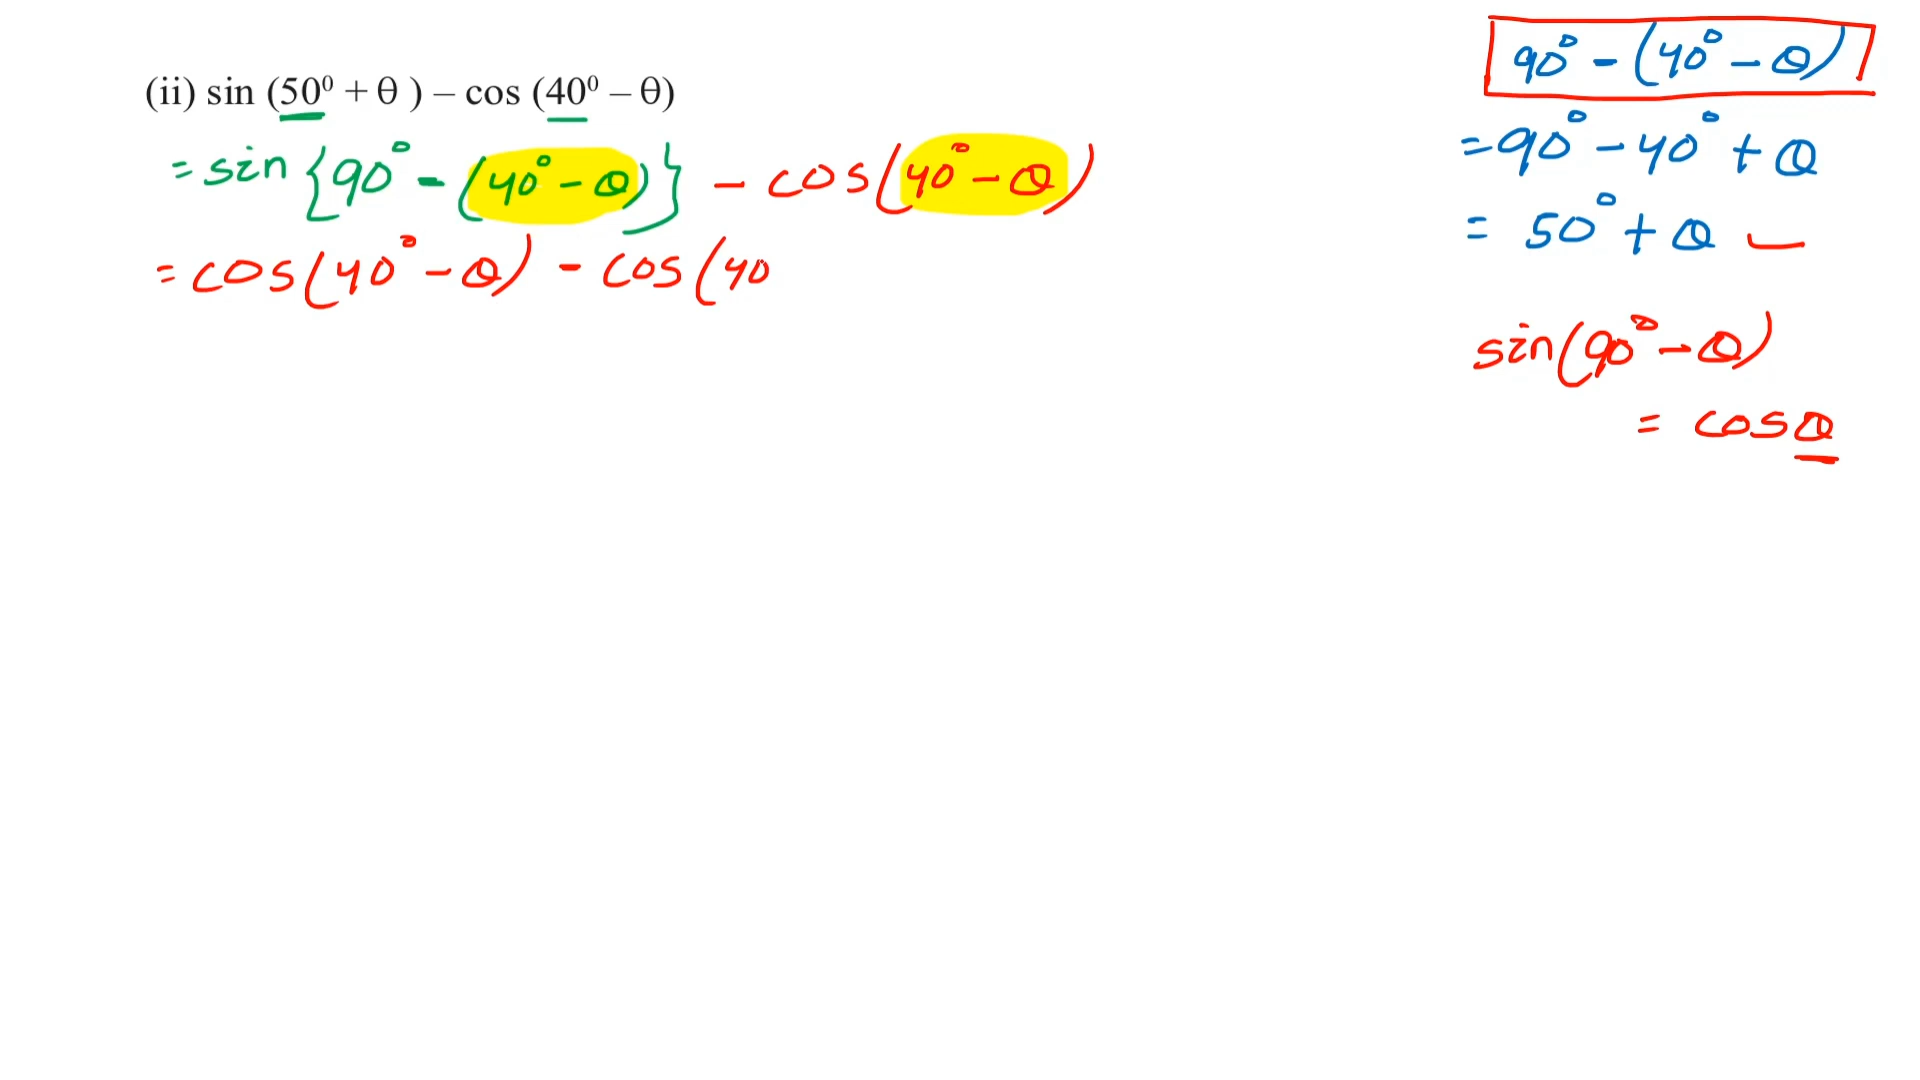 (ii) sin (50⁰ + θ ) – cos (40⁰ – θ)
= sin {90° - (40° - θ)} - cos(40° - θ)
= cos(40° - θ) - cos(40
90° - (40° - θ)
= 90° - 40° + θ
= 50° + θ
sin(90° - θ)
= cos θ